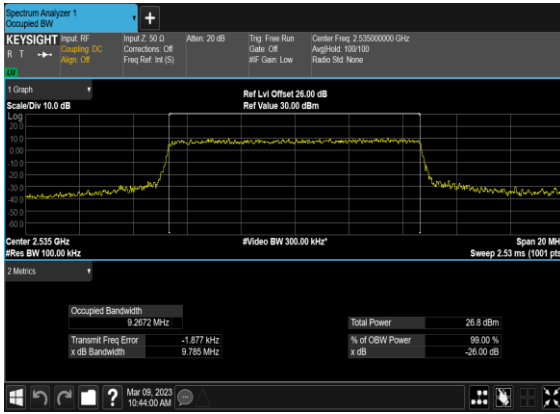 Spectrum Analyzer 1
Occupied BW
+
KEYSIGHT Input: RF Input Z: 50 Ω Atten: 20 dB Trig: Free Run Center Freq: 2.535000000 GHz
R T Coupling: DC Corrections: Off Gate: Off Avg|Hold: 100/100
Align: Off Freq Ref: Int (S) #IF Gain: Low Radio Std: None
LM
1 Graph Ref Lvl Offset 26.00 dB
Scale/Div 10.0 dB Ref Value 30.00 dBm
Log
20.0
10.0
0.00
-10.0
-20.0
-30.0
-40.0
-50.0
-60.0
Center 2.535 GHz #Video BW 300.00 kHz* Span 20 MH
#Res BW 100.00 kHz Sweep 2.53 ms (1001 pts
2 Metrics
Occupied Bandwidth
9.2672 MHz Total Power 26.8 dBm
Transmit Freq Error -1.877 kHz % of OBW Power 99.00 %
x dB Bandwidth 9.785 MHz x dB -26.00 dB
? Mar 09, 2023
10:44:00 AM